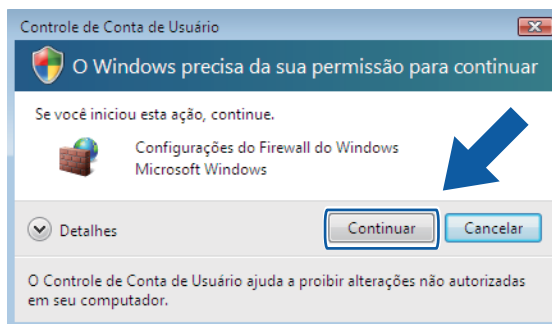 Controle de Conta de Usuário
O Windows precisa da sua permissão para continuar
Se você iniciou esta ação, continue.
Configurações do Firewall do Windows
Microsoft Windows
Detalhes
Continuar
Cancelar
O Controle de Conta de Usuário ajuda a proibir alterações não autorizadas
em seu computador.